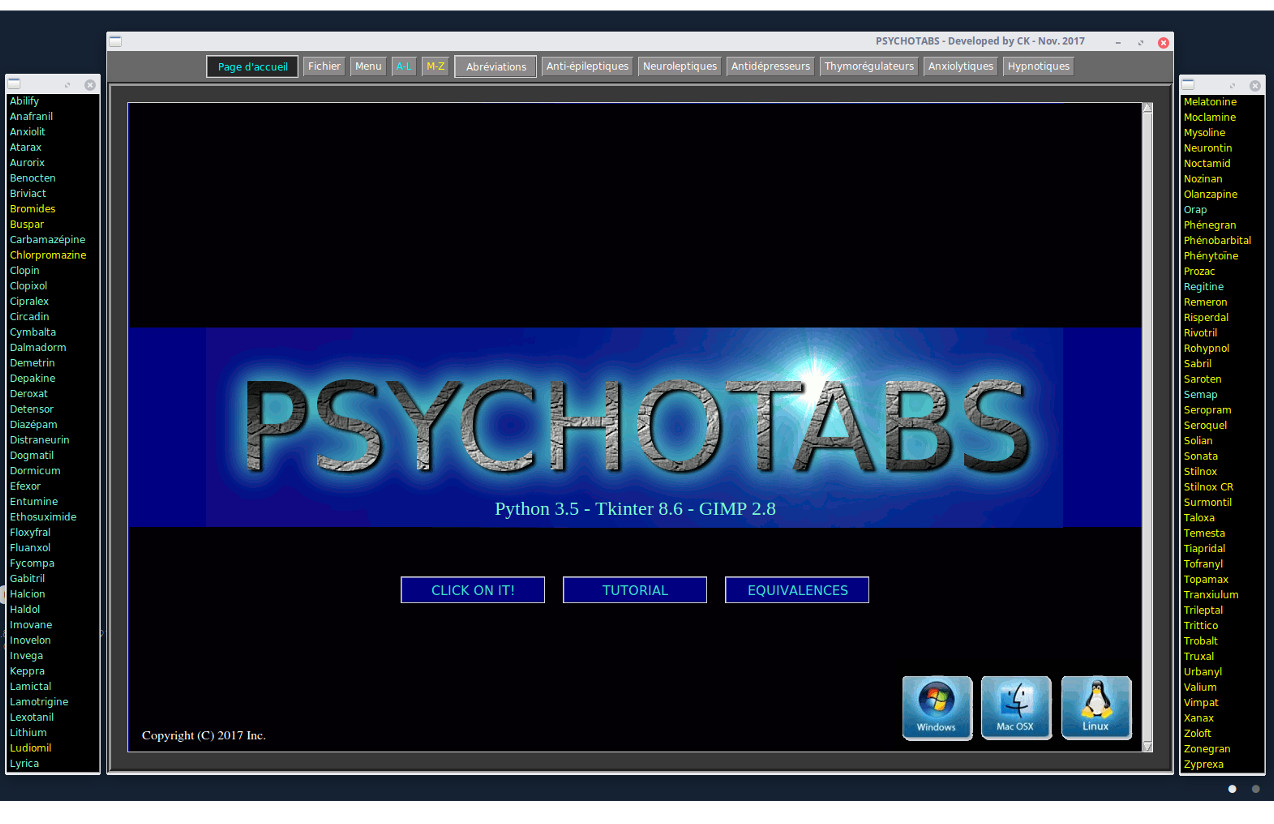 PSYCHOTABS - Developed by CK - Nov. 2017
Page d'accueil Fichier Menu A-L M-Z Abréviations Anti-épileptiques Neuroleptiques Antidépresseurs Thymorégulateurs Anxiolytiques Hypnotiques
Abilify
Anafranil
Anxiolit
Atarax
Aurorix
Benocten
Briviact
Bromides
Buspar
Carbamazépine
Chlorpromazine
Clopin
Clopixol
Cipralex
Circadin
Cymbalta
Dalmadorm
Demetrin
Depakine
Deroxat
Detensor
Diazépam
Distraneurin
Dogmatil
Dormicum
Efexor
Entumine
Ethosuximide
Floxyfral
Fluanxol
Fycompa
Gabitril
Halcion
Haldol
Imovane
Inovelon
Invega
Keppra
Lamictal
Lamotrigine
Lexotanil
Lithium
Ludiomil
Lyrica
PSYCHOTABS
Python 3.5 - Tkinter 8.6 - GIMP 2.8
CLICK ON IT! TUTORIAL EQUIVALENCES
Windows Mac OSX Linux
Copyright (C) 2017 Inc.
Melatonine
Moclamine
Mysoline
Neurontin
Noctamid
Nozinan
Olanzapine
Orap
Phénegran
Phénobarbital
Phénytoïne
Prozac
Regitine
Remeron
Risperdal
Rivotril
Rohypnol
Sabril
Saroten
Semap
Seropram
Seroquel
Solian
Sonata
Stilnox
Stilnox CR
Surmontil
Taloxa
Temesta
Tiapridal
Tofranyl
Topamax
Tranxiulum
Trileptal
Trittico
Trobalt
Truxal
Urbanyl
Valium
Vimpat
Xanax
Zoloft
Zonegran
Zyprexa